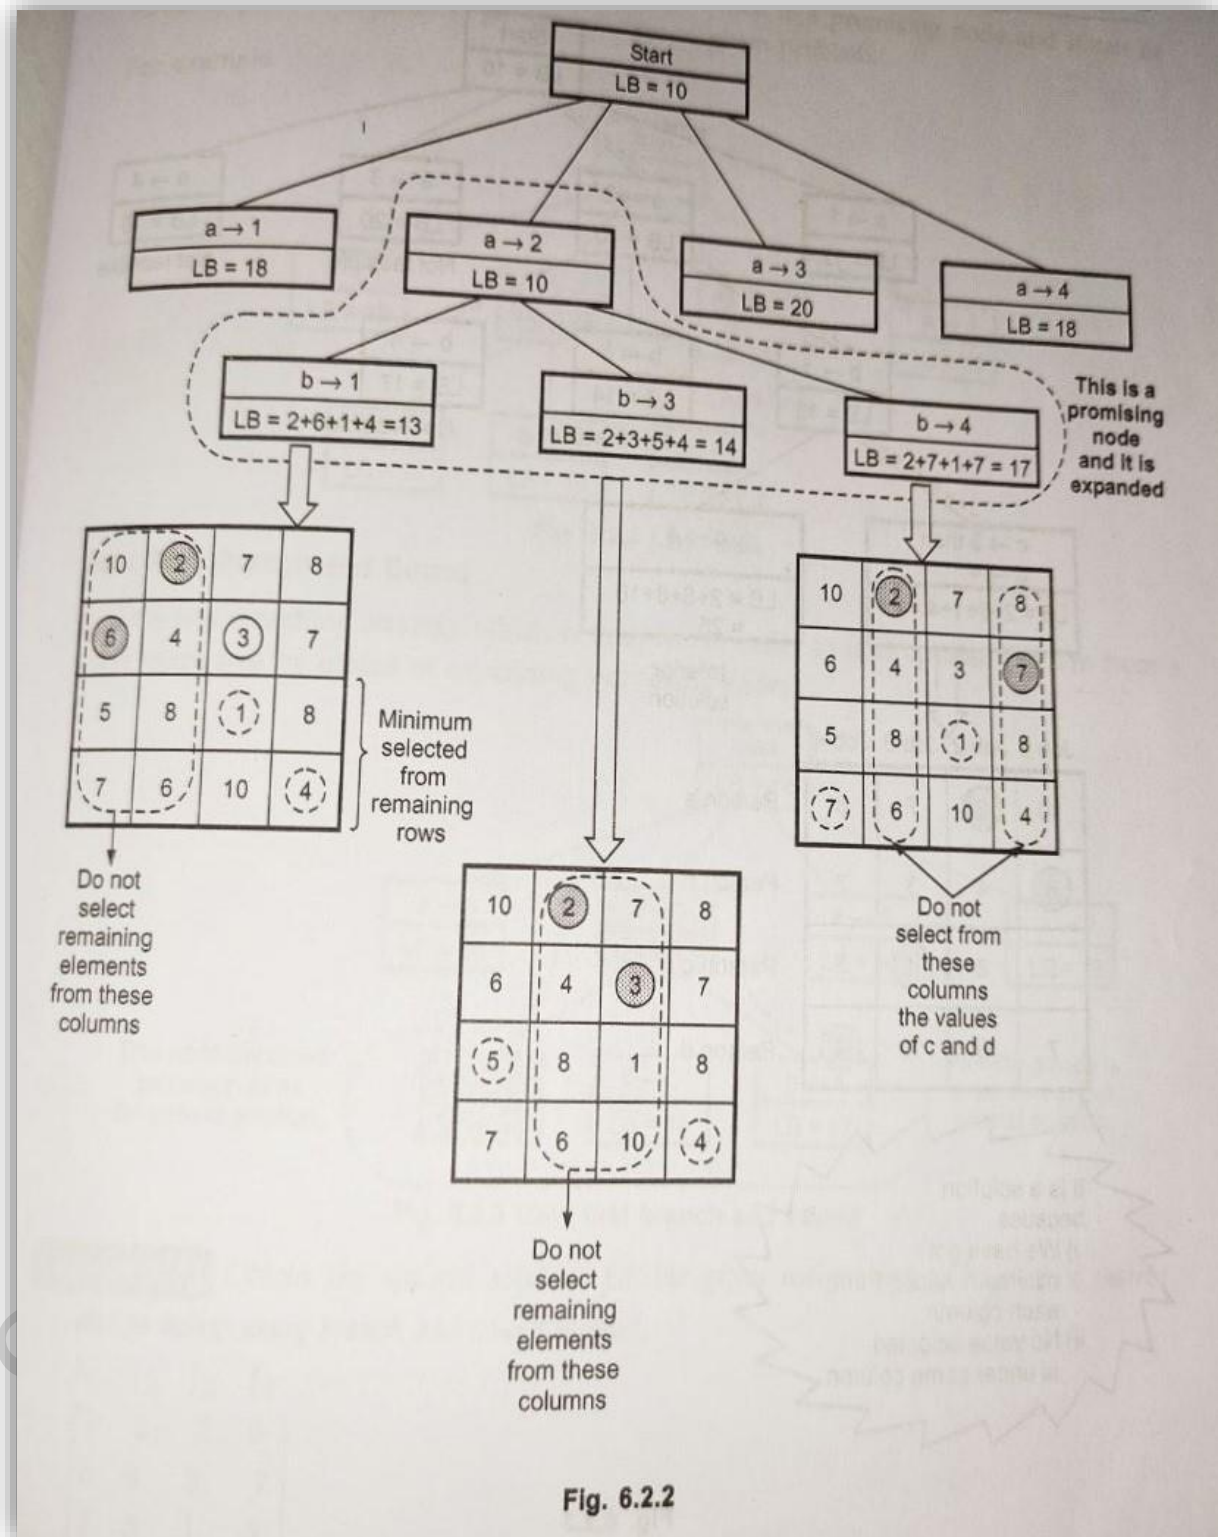 Start
LB = 10
a → 1
LB = 18
a → 2
LB = 10
a → 3
LB = 20
a → 4
LB = 18
b → 1
LB = 2+6+1+4 =13
b → 3
LB = 2+3+5+4 = 14
b → 4
LB = 2+7+1+7 = 17
This is a
promising
node
and it is
expanded
10 2 7 8
6 4 3 7
5 8 1 8
7 6 10 4
Minimum
selected
from
remaining
rows
Do not
select
remaining
elements
from these
columns
10 2 7 8
6 4 3 7
5 8 1 8
7 6 10 4
Do not
select from
these
columns
the values
of c and d
10 2 7 8
6 4 3 7
5 8 1 8
7 6 10 4
Do not
select
remaining
elements
from these
columns
Fig. 6.2.2